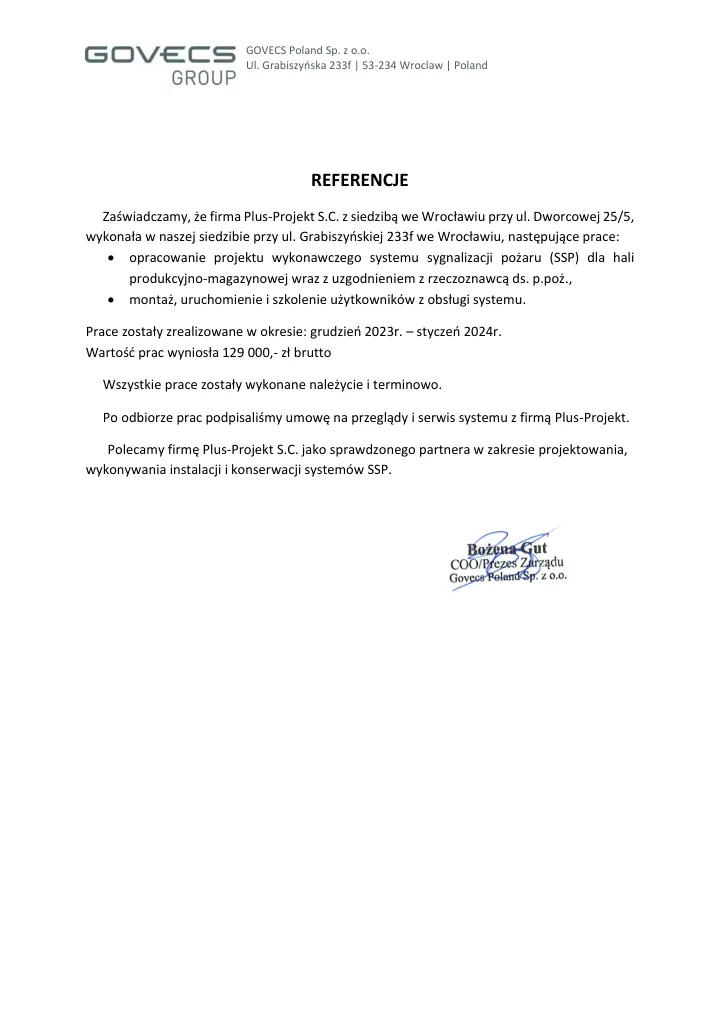 GOVECS
GROUP
GOVECS Poland Sp. z o.o.
Ul. Grabiszyńska 233f | 53-234 Wroclaw | Poland
REFERENCJE
Zaświadczamy, że firma Plus-Projekt S.C. z siedzibą we Wrocławiu przy ul. Dworcowej 25/5,
wykonała w naszej siedzibie przy ul. Grabiszyńskiej 233f we Wrocławiu, następujące prace:
• opracowanie projektu wykonawczego systemu sygnalizacji pożaru (SSP) dla hali
produkcyjno-magazynowej wraz z uzgodnieniem z rzeczoznawcą ds. p.poż.,
• montaż, uruchomienie i szkolenie użytkowników z obsługi systemu.
Prace zostały zrealizowane w okresie: grudzień 2023r. – styczeń 2024r.
Wartość prac wyniosła 129 000,- zł brutto
Wszystkie prace zostały wykonane należycie i terminowo.
Po odbiorze prac podpisaliśmy umowę na przeglądy i serwis systemu z firmą Plus-Projekt.
Polecamy firmę Plus-Projekt S.C. jako sprawdzonego partnera w zakresie projektowania,
wykonywania instalacji i konserwacji systemów SSP.
Bożena Gut
COO/Prezes Zarządu
Govecs Poland Sp. z o.o.